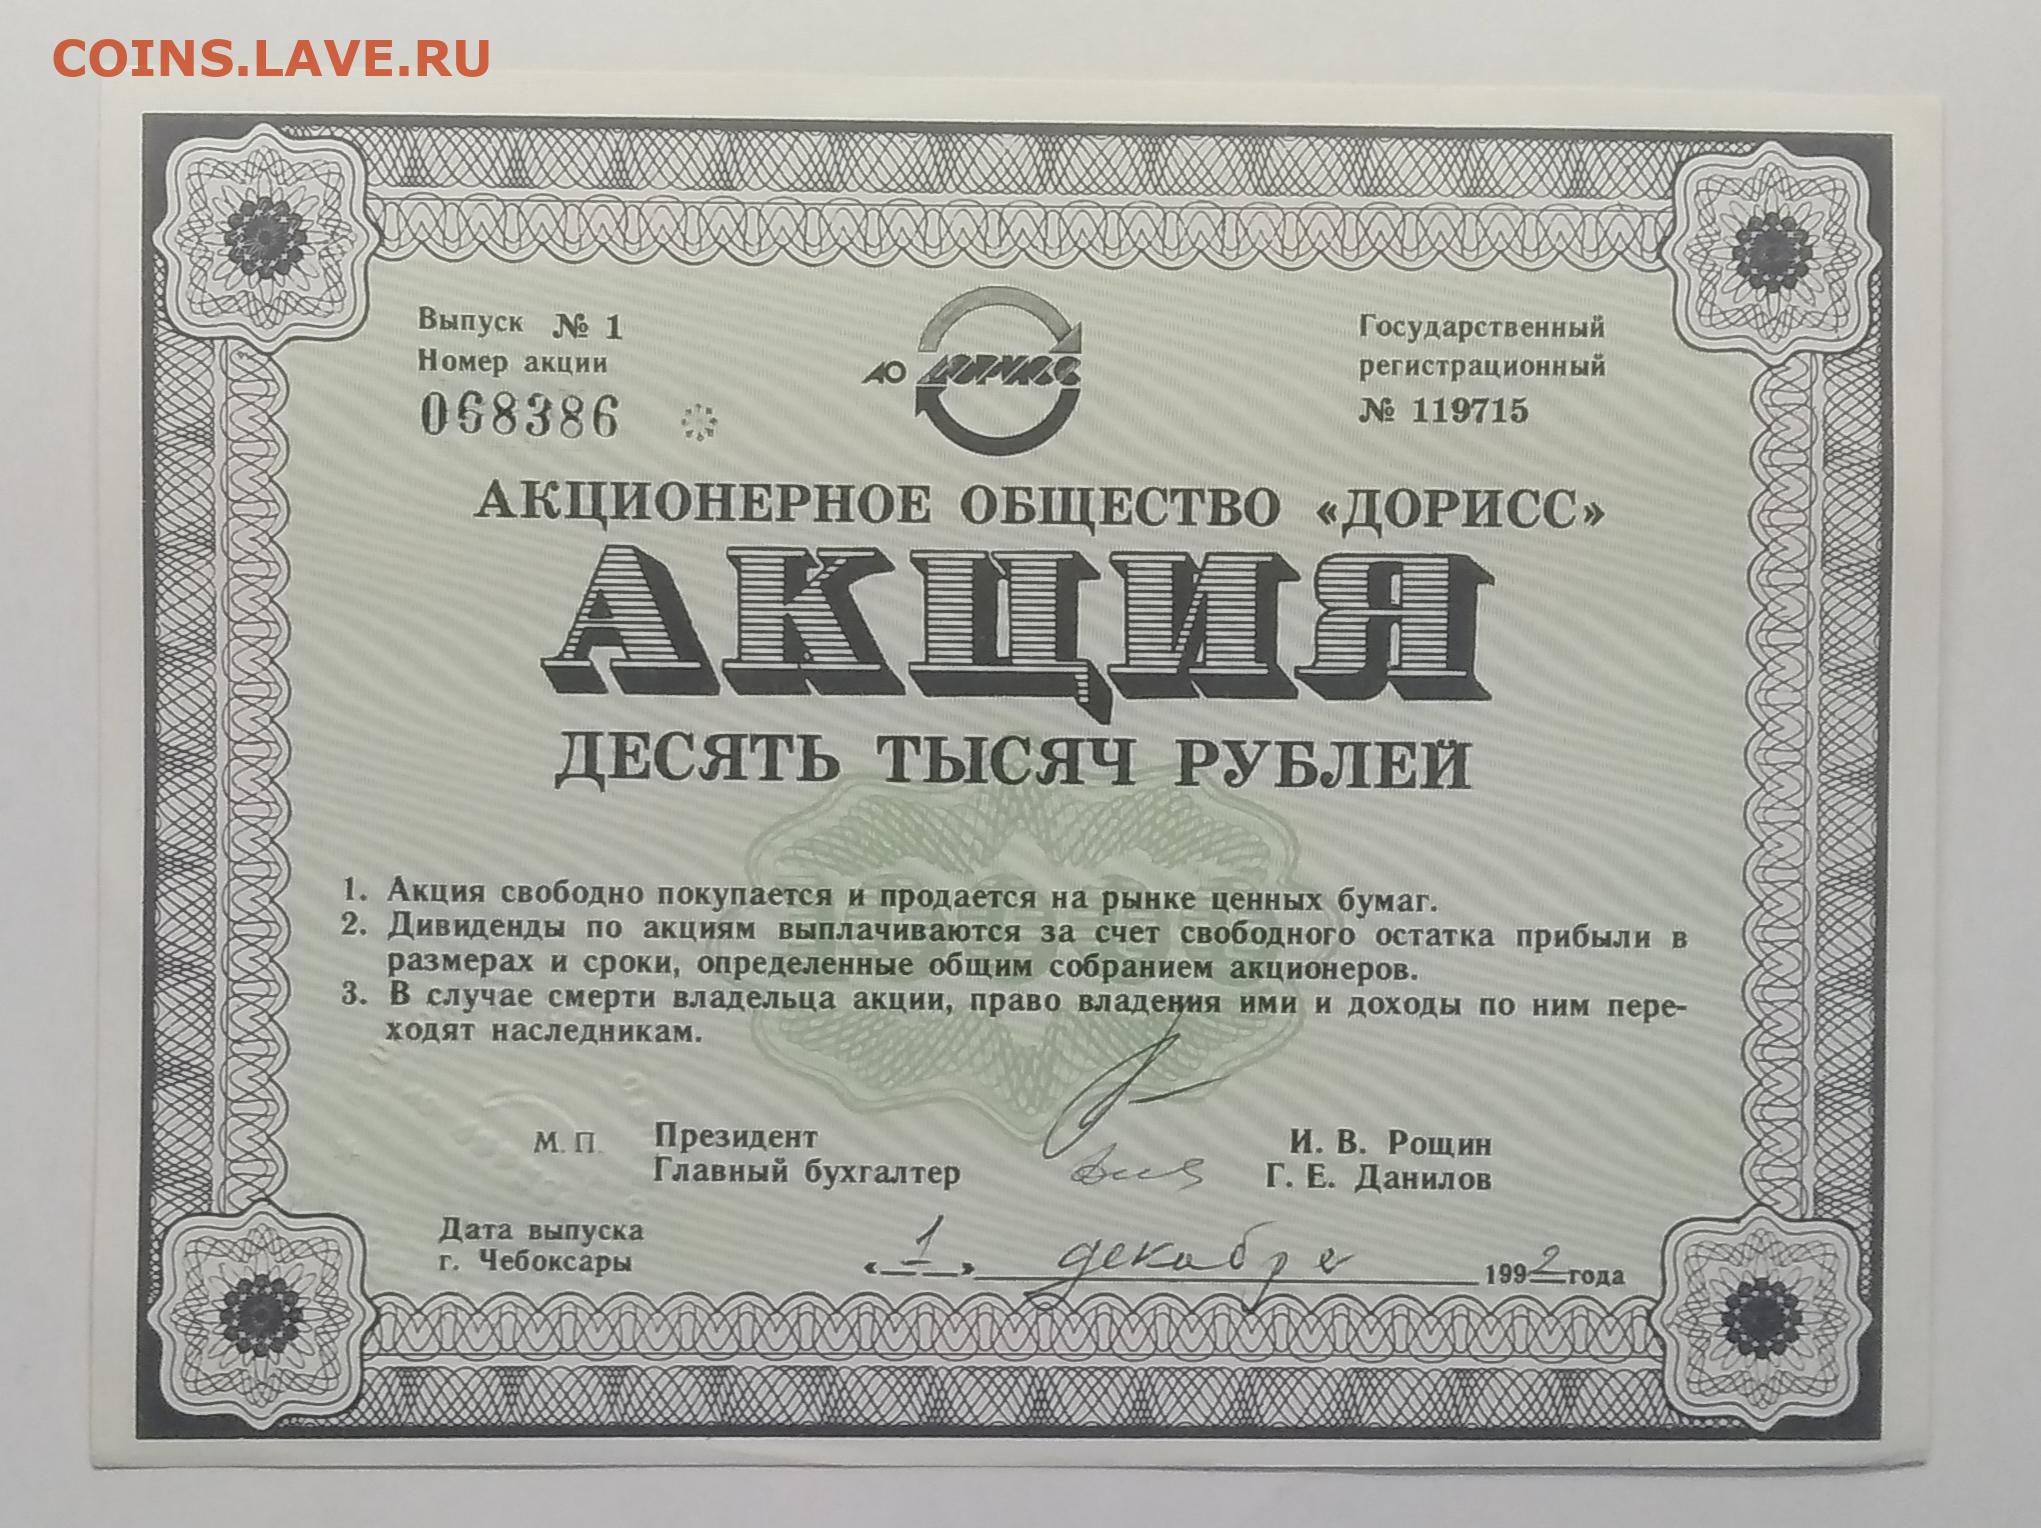 COINS.LAVE.RU
Выпуск № 1
Номер акции
068386
АО ДОРИСС
Государственный
регистрационный
№ 119715
АКЦИОНЕРНОЕ ОБЩЕСТВО «ДОРИСС»
АКЦИЯ
ДЕСЯТЬ ТЫСЯЧ РУБЛЕЙ
10000
1. Акция свободно покупается и продается на рынке ценных бумаг.
2. Дивиденды по акциям выплачиваются за счет свободного остатка прибыли в
размерах и сроки, определенные общим собранием акционеров.
3. В случае смерти владельца акции, право владения ими и доходы по ним пере-
ходят наследникам.
М. П. Президент И. В. Рощин
Главный бухгалтер Г. Е. Данилов
Дата выпуска
г. Чебоксары «1» декабре 1992 года